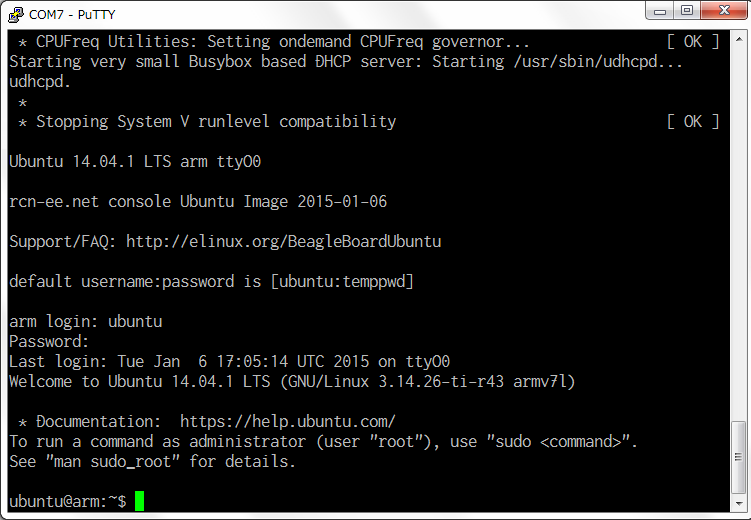 COM7 - PuTTY
* CPUFreq Utilities: Setting ondemand CPUFreq governor... [ OK ]
Starting very small Busybox based DHCP server: Starting /usr/sbin/udhcpd...
udhcpd.
*
* Stopping System V runlevel compatibility [ OK ]
Ubuntu 14.04.1 LTS arm ttyO0
rcn-ee.net console Ubuntu Image 2015-01-06
Support/FAQ: http://elinux.org/BeagleBoardUbuntu
default username:password is [ubuntu:temppwd]
arm login: ubuntu
Password:
Last login: Tue Jan  6 17:05:14 UTC 2015 on ttyO0
Welcome to Ubuntu 14.04.1 LTS (GNU/Linux 3.14.26-ti-r43 armv7l)
* Documentation:  https://help.ubuntu.com/
To run a command as administrator (user "root"), use "sudo <command>".
See "man sudo_root" for details.
ubuntu@arm:~$